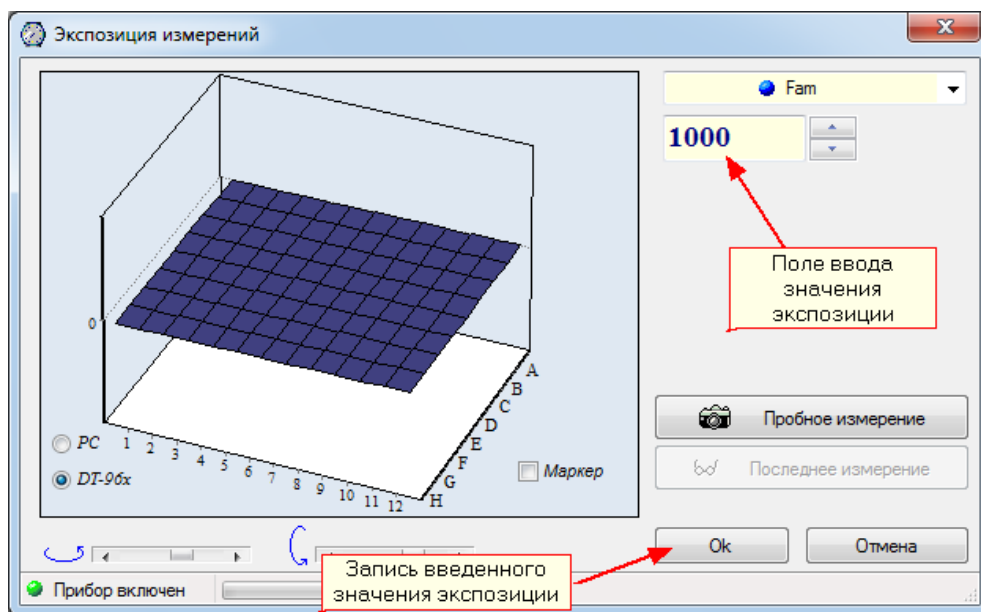 Экспозиция измерений
Fam
1000
Поле ввода
значения
экспозиции
0
A
B
C
D
E
F
G
H
1 2 3 4 5 6 7 8 9 10 11 12
PC
DT-96x
Маркер
Пробное измерение
Последнее измерение
Ok
Отмена
Запись введенного
значения экспозиции
Прибор включен